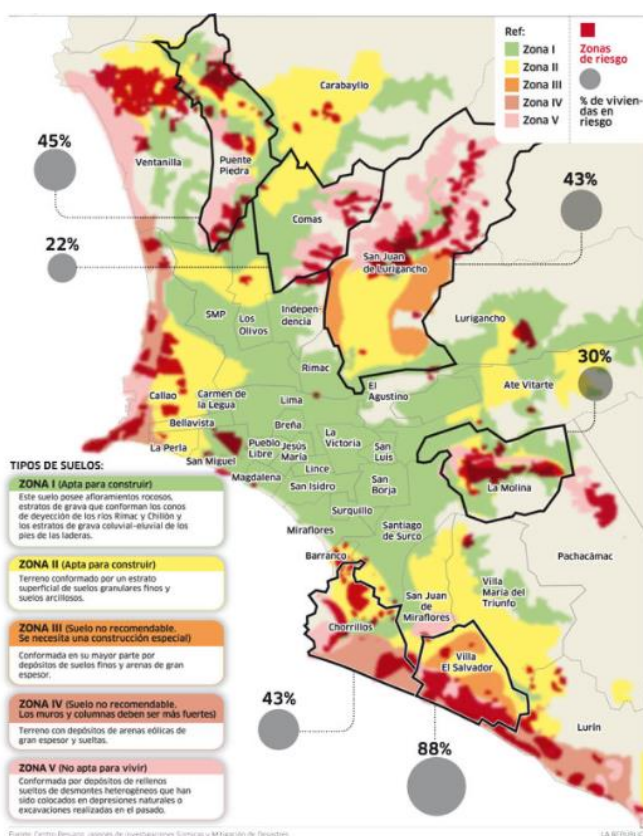 Ref:
Zona I
Zona II
Zona III
Zona IV
Zona V
Zonas
de riesgo
% de vivien-
das en
riesgo
Carabayllo
45%
Ventanilla
Puente
Piedra
43%
Comas
22%
San Juan
de Lurigancho
SMP
Los
Olivos
Indepen-
dencia
Lurigancho
Rimac
30%
El
Agustino
Ate Vitarte
Callao
Carmen de
la Legua
Lima
Bellavista
Breña
La
Victoria
La Perla
Pueblo
Libre
Jesús
María
San
Luis
San Miguel
Lince
La Molina
Magdalena
San Isidro
San
Borja
Surquillo
Miraflores
Santiago
de Surco
Pachacámac
Barranco
San Juan
de
Miraflores
Villa
María del
Triunfo
Chorrillos
Villa
El Salvador
43%
Lurín
88%
TIPOS DE SUELOS:
ZONA I (Apta para construir)
Este suelo posee afloramientos rocosos,
estratos de grava que conforman los conos
de deyección de los ríos Rímac y Chillón y
los estratos de grava coluvial-eluvial de los
pies de las laderas.
ZONA II (Apta para construir)
Terreno conformado por un estrato
superficial de suelos granulares finos y
suelos arcillosos.
ZONA III (Suelo no recomendable.
Se necesita una construcción especial)
Conformada en su mayor parte por
depósitos de suelos finos y arenas de gran
espesor.
ZONA IV (Suelo no recomendable.
Los muros y columnas deben ser más fuertes)
Terreno con depósitos de arenas eólicas de
gran espesor y sueltas.
ZONA V (No apta para vivir)
Conformada por depósitos de rellenos
sueltos de desmontes heterogéneos que han
sido colocados en depresiones naturales o
excavaciones realizadas en el pasado.
Fuente: Centro Peruano Japonés de Investigaciones Sísmicas y Mitigación de Desastres